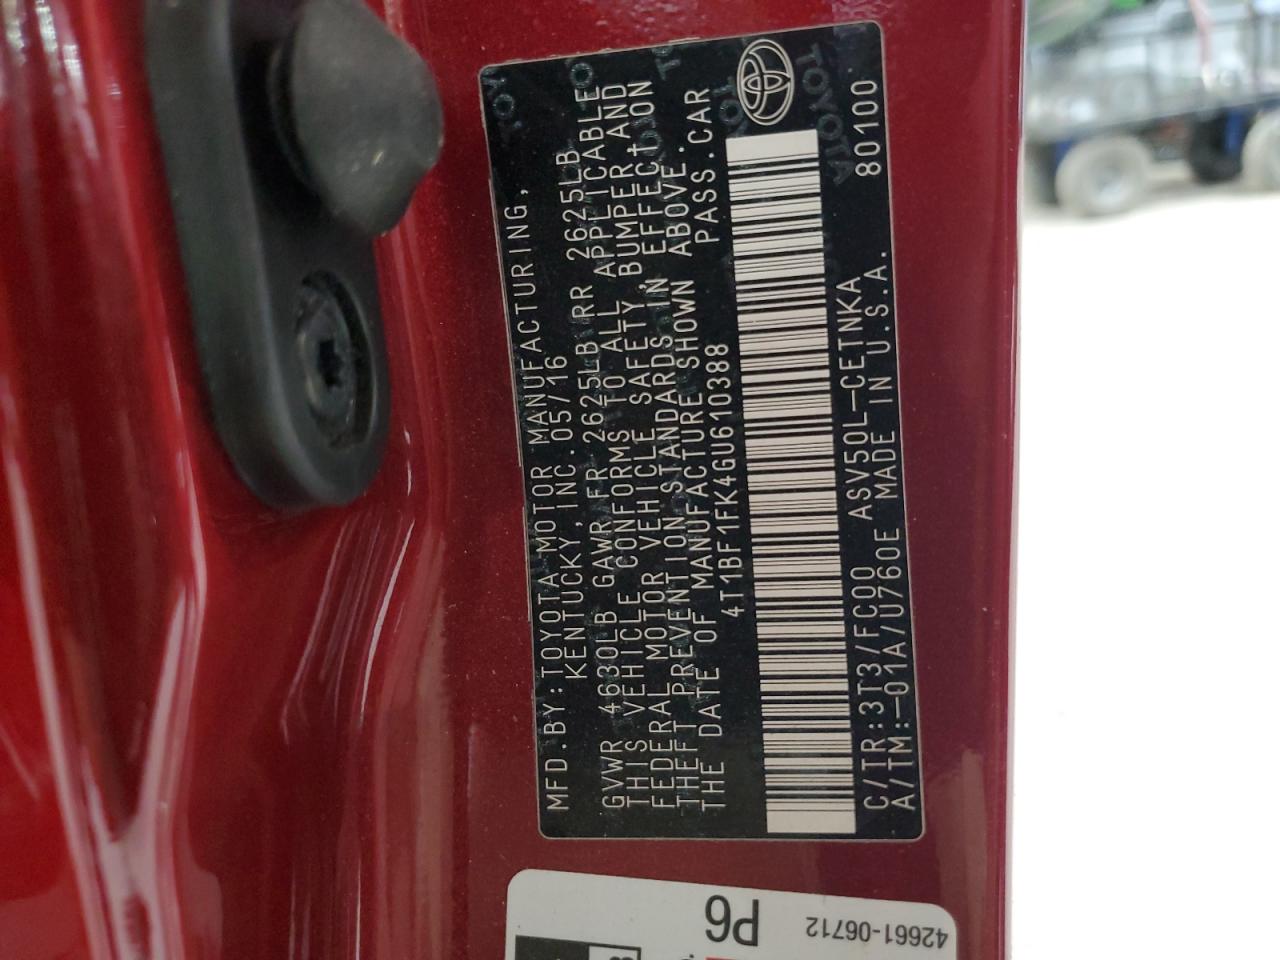 MFD.BY:TOYOTA MOTOR MANUFACTURING,
KENTUCKY,INC.05/16
GVWR 4630LB GAWR FR 2625LB RR 2625LB
THIS VEHICLE CONFORMS TO ALL APPLICABLE
FEDERAL MOTOR VEHICLE SAFETY,BUMPER,AND
THEFT PREVENTION STANDARDS IN EFFECT ON
THE DATE OF MANUFACTURE SHOWN ABOVE.
4T1BF1FK4GU610388 PASS.CAR
C/TR:3T3/FC00 ASV50L-CETNKA
A/TM:-01A/U760E MADE IN U.S.A. 80100
TOYOTA
P6
42661-06712